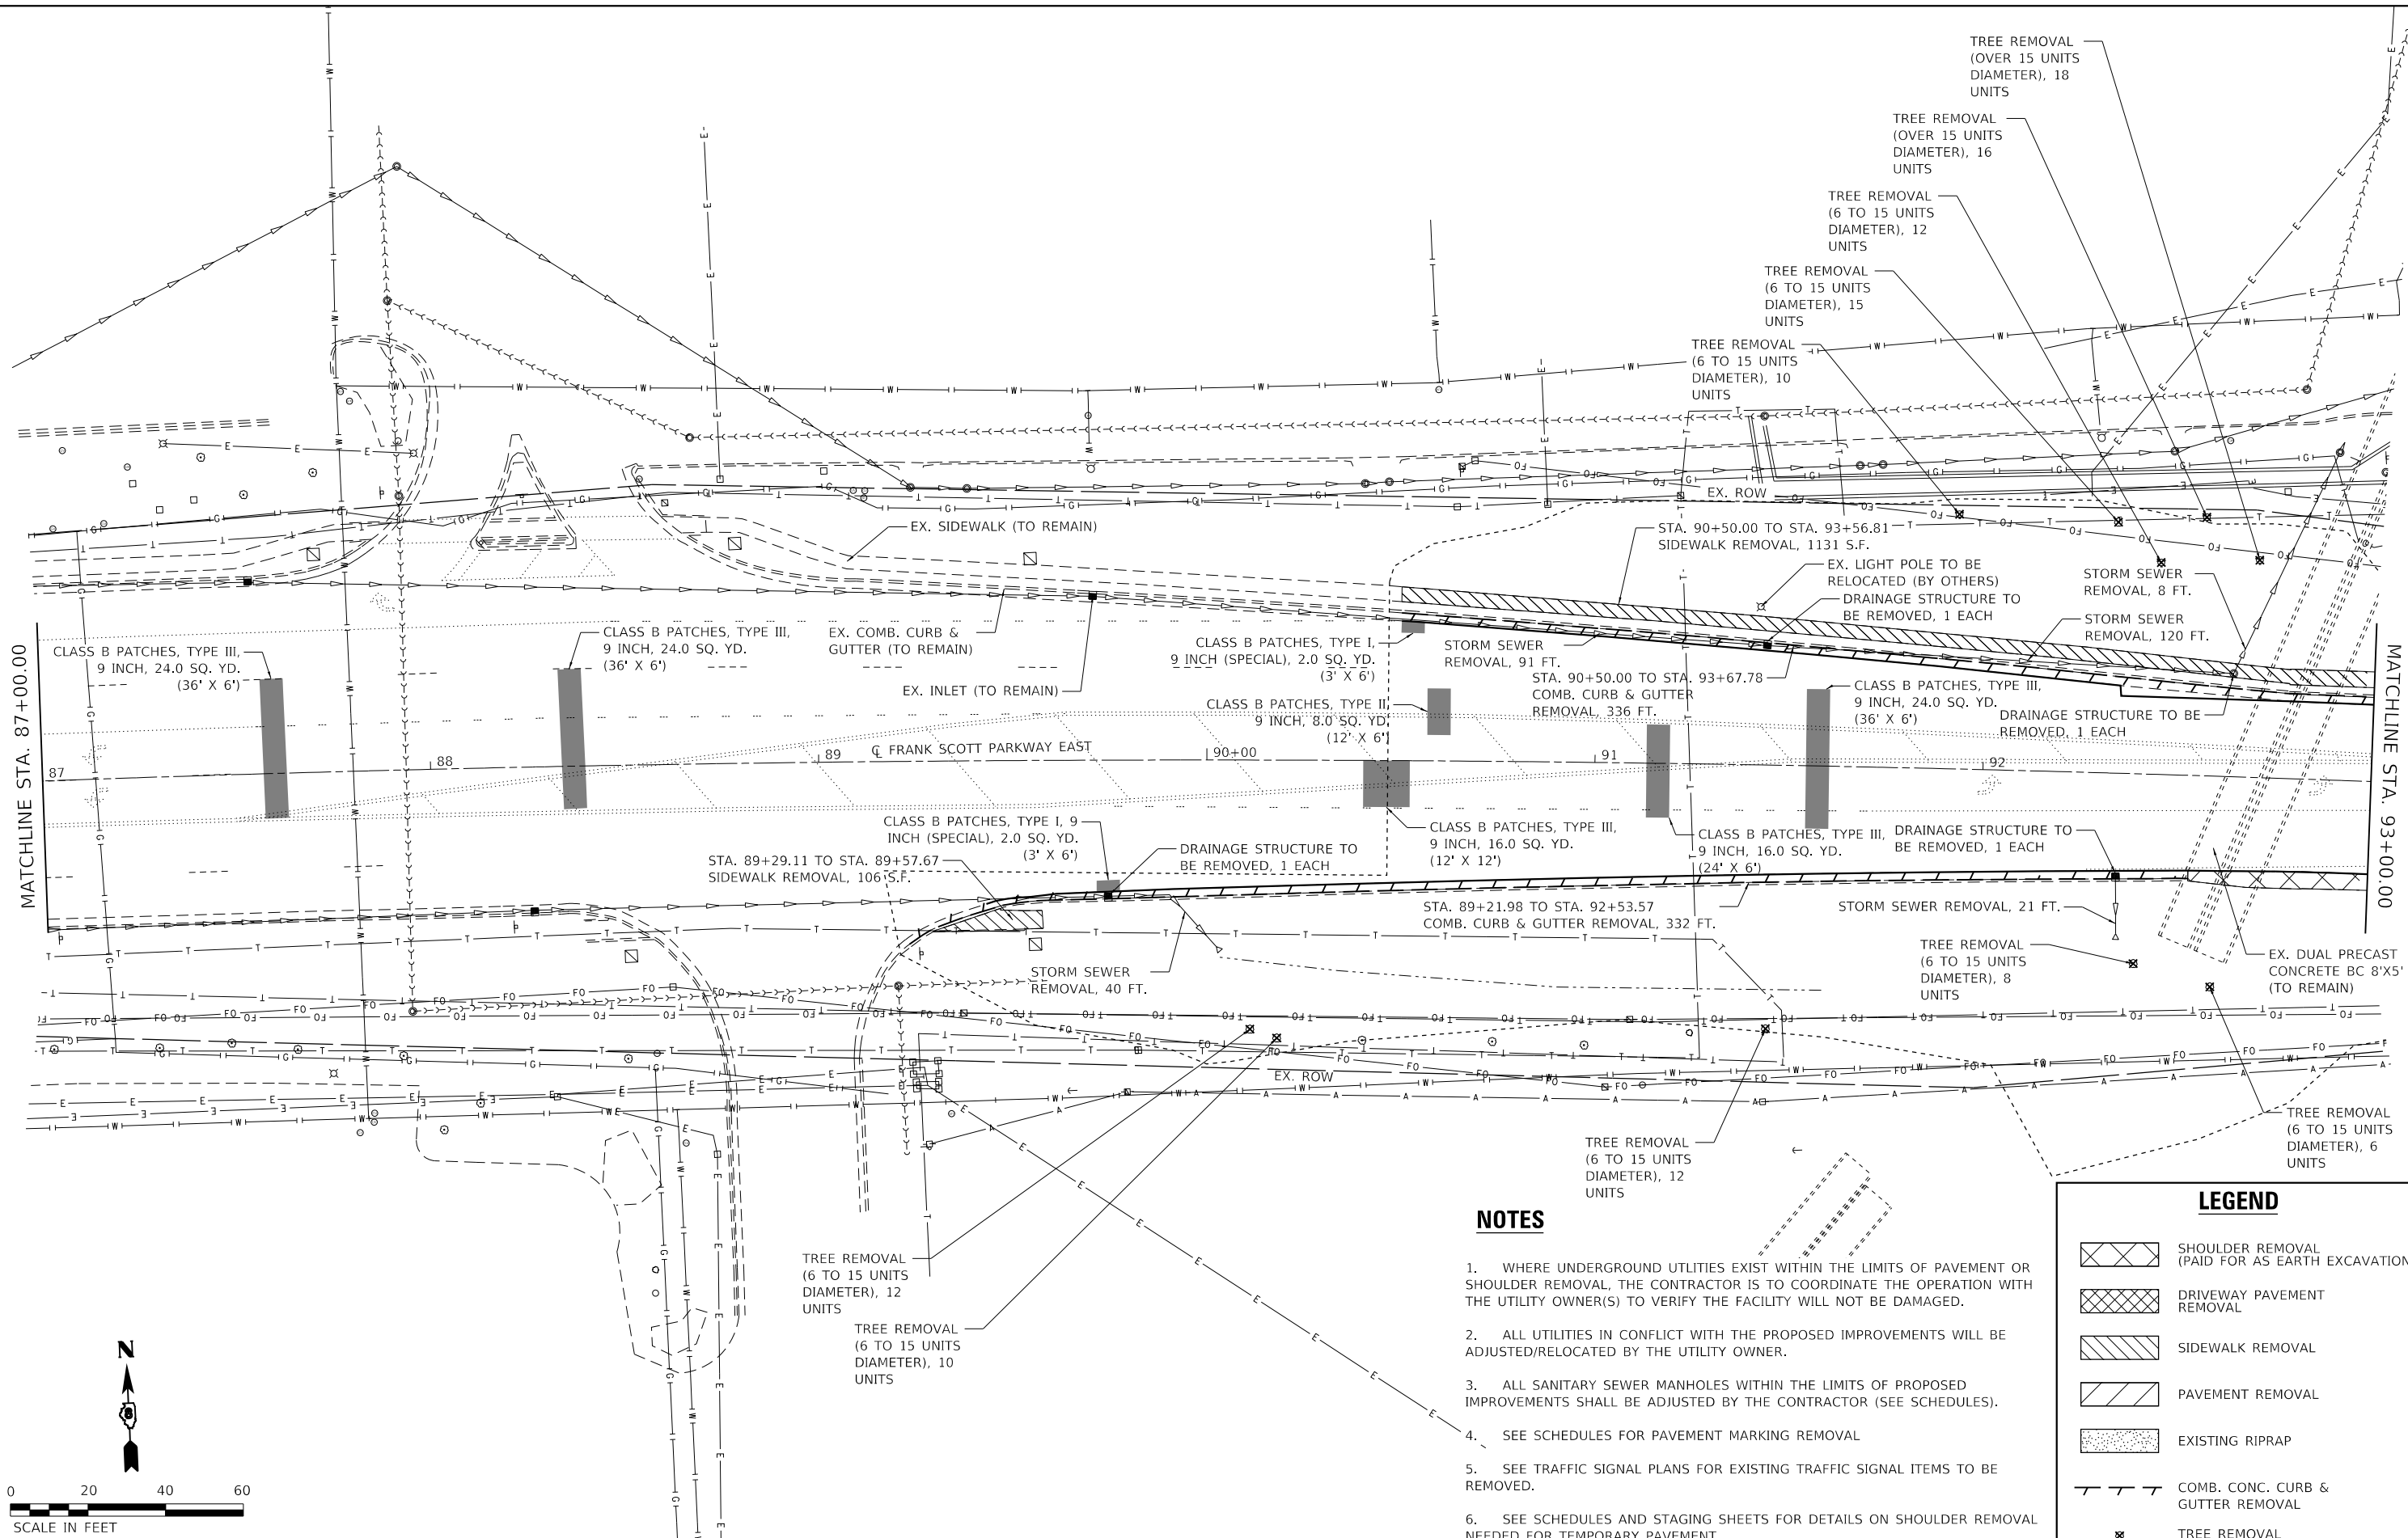 TREE REMOVAL
(OVER 15 UNITS
DIAMETER), 18
UNITS
TREE REMOVAL
(OVER 15 UNITS
DIAMETER), 16
UNITS
TREE REMOVAL
(6 TO 15 UNITS
DIAMETER), 12
UNITS
TREE REMOVAL
(6 TO 15 UNITS
DIAMETER), 15
UNITS
TREE REMOVAL
(6 TO 15 UNITS
DIAMETER), 10
UNITS
EX. ROW
EX. SIDEWALK (TO REMAIN)
STA. 90+50.00 TO STA. 93+56.81
SIDEWALK REMOVAL, 1131 S.F.
EX. LIGHT POLE TO BE
RELOCATED (BY OTHERS)
DRAINAGE STRUCTURE TO
BE REMOVED, 1 EACH
STORM SEWER
REMOVAL, 8 FT.
STORM SEWER
REMOVAL, 120 FT.
MATCHLINE STA. 87+00.00
CLASS B PATCHES, TYPE III,
9 INCH, 24.0 SQ. YD.
(36' X 6')
CLASS B PATCHES, TYPE III,
9 INCH, 24.0 SQ. YD.
(36' X 6')
EX. COMB. CURB &
GUTTER (TO REMAIN)
EX. INLET (TO REMAIN)
CLASS B PATCHES, TYPE I,
9 INCH (SPECIAL), 2.0 SQ. YD.
(3' X 6')
STORM SEWER
REMOVAL, 91 FT.
STA. 90+50.00 TO STA. 93+67.78
COMB. CURB & GUTTER
REMOVAL, 336 FT.
CLASS B PATCHES, TYPE II,
9 INCH, 8.0 SQ. YD.
(12' X 6')
CLASS B PATCHES, TYPE III,
9 INCH, 24.0 SQ. YD.
(36' X 6')
DRAINAGE STRUCTURE TO BE
REMOVED, 1 EACH
MATCHLINE STA. 93+00.00
87
88
89
℄ FRANK SCOTT PARKWAY EAST
90+00
91
92
CLASS B PATCHES, TYPE I, 9
INCH (SPECIAL), 2.0 SQ. YD.
(3' X 6')
STA. 89+29.11 TO STA. 89+57.67
SIDEWALK REMOVAL, 106 S.F.
DRAINAGE STRUCTURE TO
BE REMOVED, 1 EACH
CLASS B PATCHES, TYPE III,
9 INCH, 16.0 SQ. YD.
(12' X 12')
CLASS B PATCHES, TYPE III,
9 INCH, 16.0 SQ. YD.
(24' X 6')
DRAINAGE STRUCTURE TO
BE REMOVED, 1 EACH
STA. 89+21.98 TO STA. 92+53.57
COMB. CURB & GUTTER REMOVAL, 332 FT.
STORM SEWER REMOVAL, 21 FT.
STORM SEWER
REMOVAL, 40 FT.
TREE REMOVAL
(6 TO 15 UNITS
DIAMETER), 8
UNITS
EX. DUAL PRECAST
CONCRETE BC 8'X5'
(TO REMAIN)
EX. ROW
TREE REMOVAL
(6 TO 15 UNITS
DIAMETER), 12
UNITS
TREE REMOVAL
(6 TO 15 UNITS
DIAMETER), 6
UNITS
TREE REMOVAL
(6 TO 15 UNITS
DIAMETER), 12
UNITS
TREE REMOVAL
(6 TO 15 UNITS
DIAMETER), 10
UNITS
N
0 20 40 60
SCALE IN FEET
NOTES
1. WHERE UNDERGROUND UTLITIES EXIST WITHIN THE LIMITS OF PAVEMENT OR
SHOULDER REMOVAL, THE CONTRACTOR IS TO COORDINATE THE OPERATION WITH
THE UTILITY OWNER(S) TO VERIFY THE FACILITY WILL NOT BE DAMAGED.
2. ALL UTILITIES IN CONFLICT WITH THE PROPOSED IMPROVEMENTS WILL BE
ADJUSTED/RELOCATED BY THE UTILITY OWNER.
3. ALL SANITARY SEWER MANHOLES WITHIN THE LIMITS OF PROPOSED
IMPROVEMENTS SHALL BE ADJUSTED BY THE CONTRACTOR (SEE SCHEDULES).
4. SEE SCHEDULES FOR PAVEMENT MARKING REMOVAL
5. SEE TRAFFIC SIGNAL PLANS FOR EXISTING TRAFFIC SIGNAL ITEMS TO BE
REMOVED.
6. SEE SCHEDULES AND STAGING SHEETS FOR DETAILS ON SHOULDER REMOVAL
NEEDED FOR TEMPORARY PAVEMENT
LEGEND
SHOULDER REMOVAL
(PAID FOR AS EARTH EXCAVATION
DRIVEWAY PAVEMENT
REMOVAL
SIDEWALK REMOVAL
PAVEMENT REMOVAL
EXISTING RIPRAP
COMB. CONC. CURB &
GUTTER REMOVAL
TREE REMOVAL